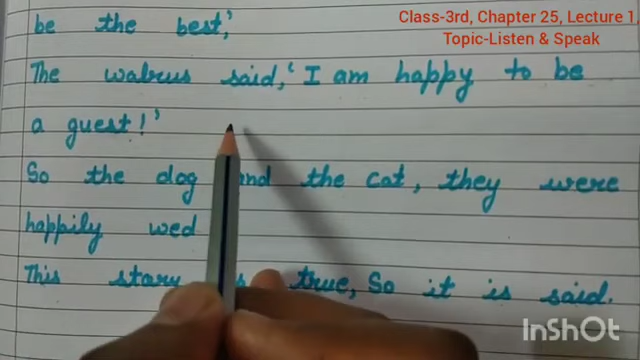 Class-3rd, Chapter 25, Lecture 1,
Topic-Listen & Speak
be the best,'
The walrus said,'I am happy to be
a guest!'
So the dog and the cat, they were
happily wed
This story is true, So it is said.
InShOt